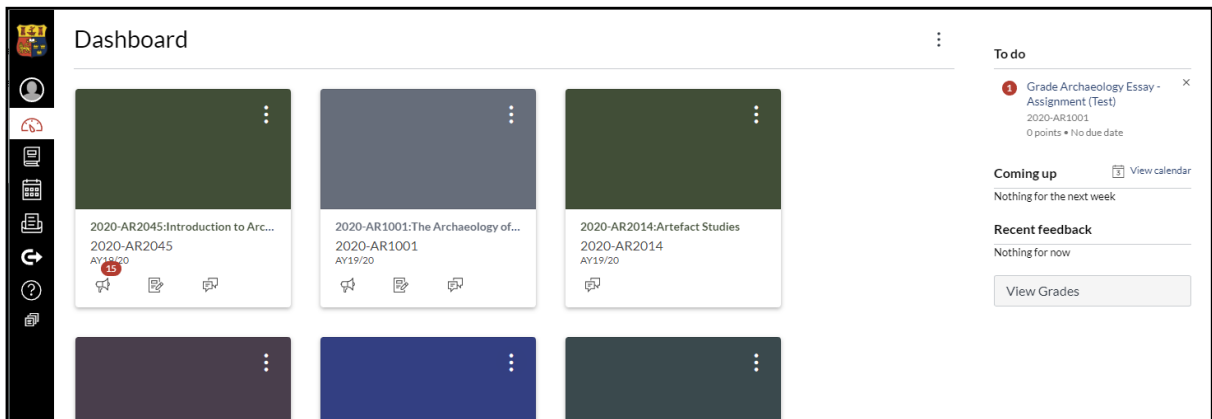 Dashboard
To do
1
Grade Archaeology Essay -
Assignment (Test)
2020-AR1001
0 points • No due date
Coming up
3
View calendar
Nothing for the next week
Recent feedback
Nothing for now
View Grades
2020-AR2045:Introduction to Arc...
2020-AR2045
AY19/20
15
2020-AR1001:The Archaeology of...
2020-AR1001
AY19/20
2020-AR2014:Artefact Studies
2020-AR2014
AY19/20